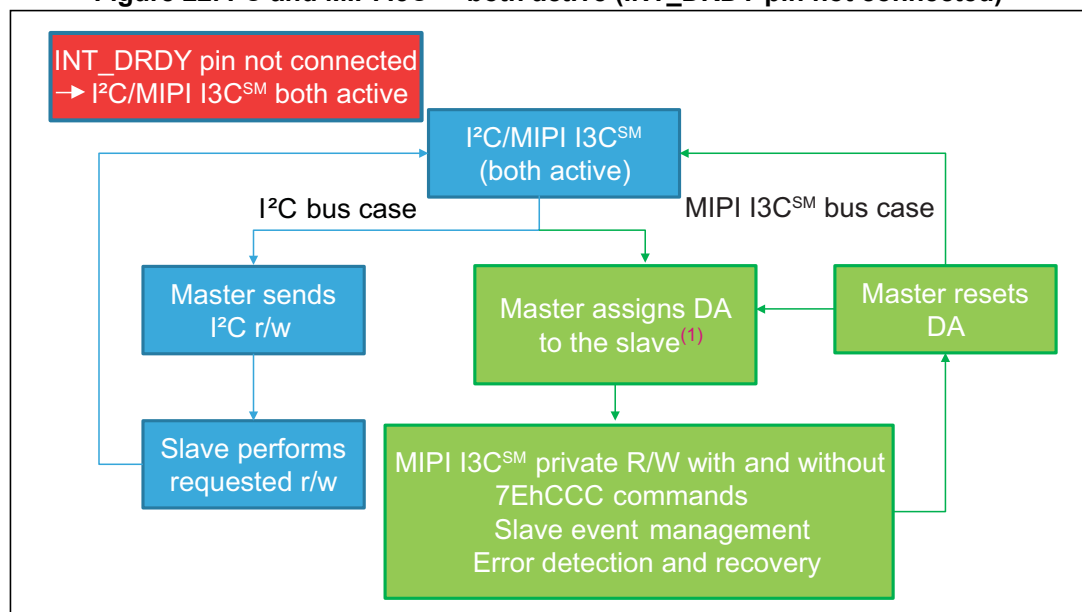 INT_DRDY pin not connected
→ I²C/MIPI I3Cˢᴹ both active
I²C/MIPI I3Cˢᴹ
(both active)
I²C bus case
MIPI I3Cˢᴹ bus case
Master sends
I²C r/w
Master assigns DA
to the slave(1)
Master resets
DA
Slave performs
requested r/w
MIPI I3Cˢᴹ private R/W with and without
7EhCCC commands
Slave event management
Error detection and recovery